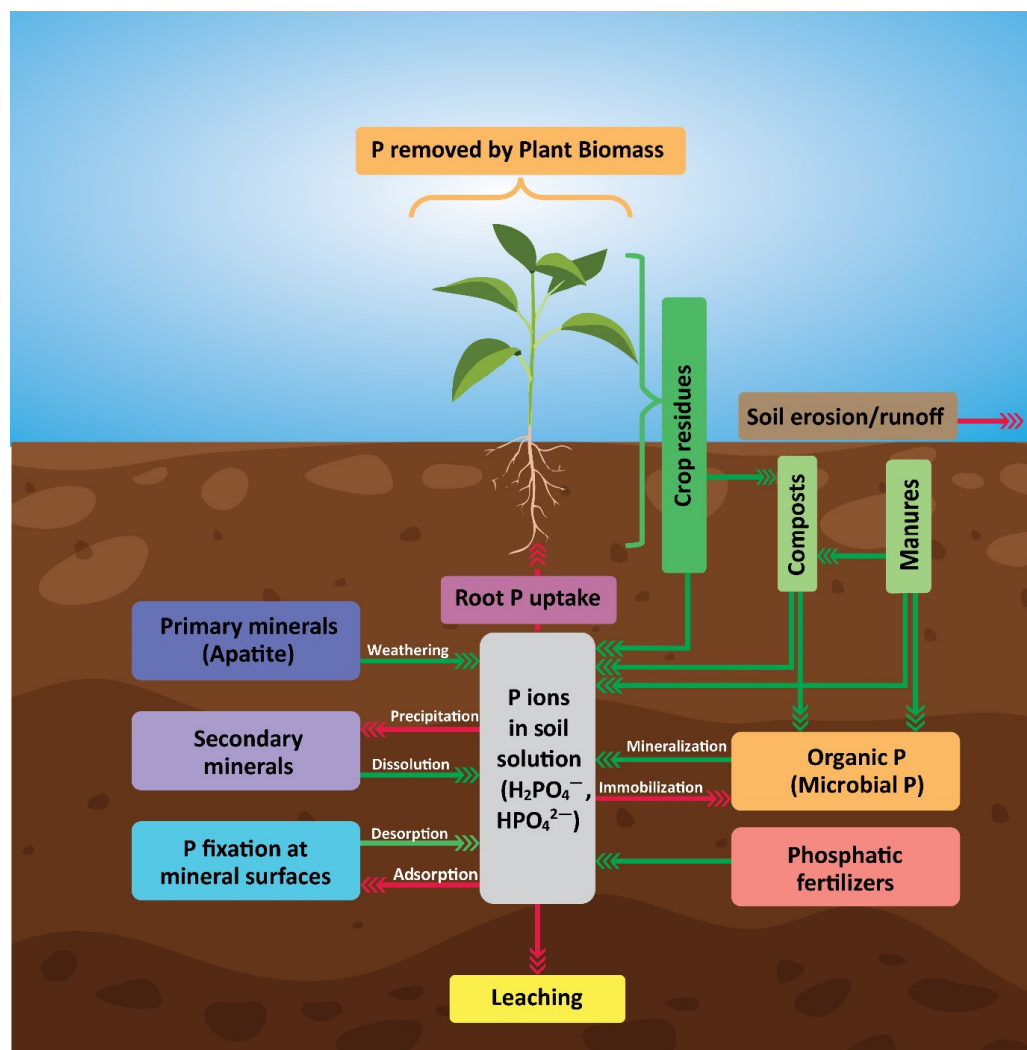 P removed by Plant Biomass
Crop residues
Soil erosion/runoff
Composts
Manures
Root P uptake
Primary minerals
(Apatite)
Weathering
P ions
in soil
solution
(H₂PO₄⁻,
HPO₄²⁻)
Precipitation
Secondary
minerals
Dissolution
Mineralization
Immobilization
Organic P
(Microbial P)
Desorption
P fixation at
mineral surfaces
Adsorption
Phosphatic
fertilizers
Leaching